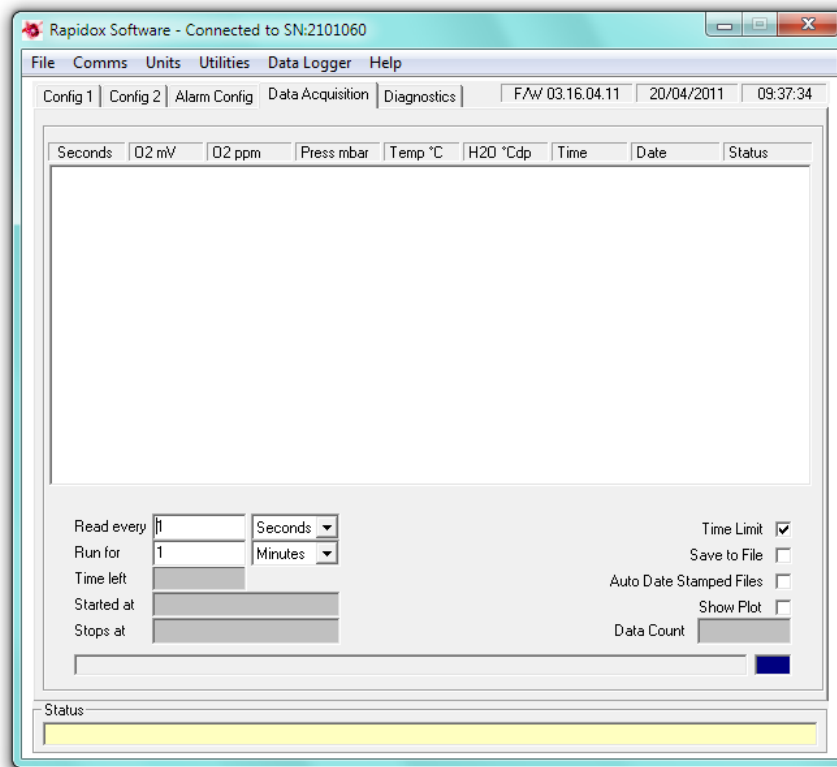 Rapidox Software - Connected to SN:2101060
File Comms Units Utilities Data Logger Help
Config 1 Config 2 Alarm Config Data Acquisition Diagnostics F/W 03.16.04.11 20/04/2011 09:37:34
Seconds O2 mV O2 ppm Press mbar Temp °C H2O °Cdp Time Date Status
Read every 1 Seconds Time Limit
Run for 1 Minutes Save to File
Time left Auto Date Stamped Files
Started at Show Plot
Stops at Data Count
Status